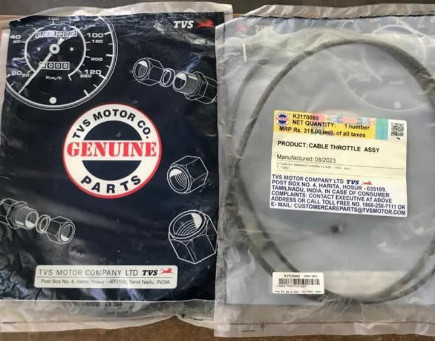 TVS
TVS MOTOR CO.
GENUINE
PARTS
TVS MOTOR COMPANY LTD TVS
K2170050
NET QUANTITY: 1 number
MRP Rs. 318.00 incl. of all taxes
PRODUCT: CABLE THROTTLE ASSY
Manufactured 08/2023
TVS MOTOR COMPANY LTD TVS
POST BOX NO. 4, HARITA, HOSUR - 635109,
TAMILNADU, INDIA. IN CASE OF CONSUMER
COMPLAINTS: CONTACT EXECUTIVE AT ABOVE
ADDRESS OR CALL TOLL FREE NO. 1800-258-7111 OR
E- MAIL: CUSTOMERCAREPARTS@TVSMOTOR.COM